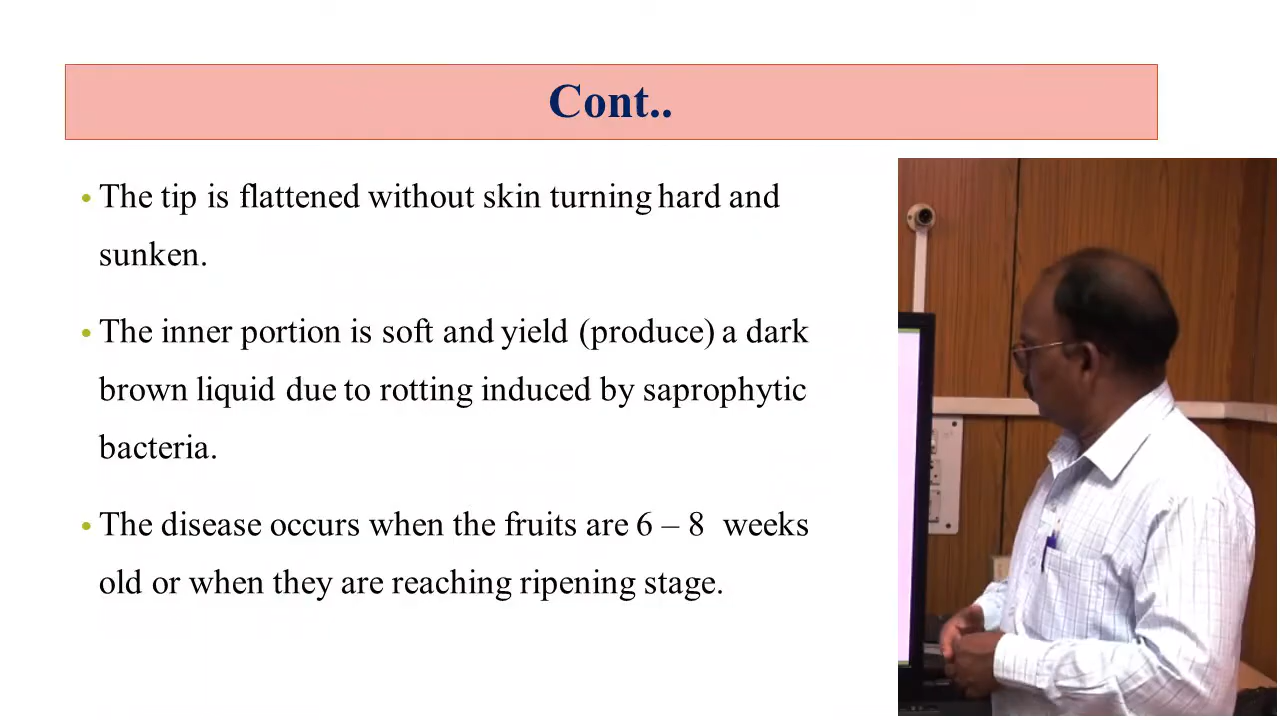 Cont..
• The tip is flattened without skin turning hard and
sunken.
• The inner portion is soft and yield (produce) a dark
brown liquid due to rotting induced by saprophytic
bacteria.
• The disease occurs when the fruits are 6 – 8 weeks
old or when they are reaching ripening stage.